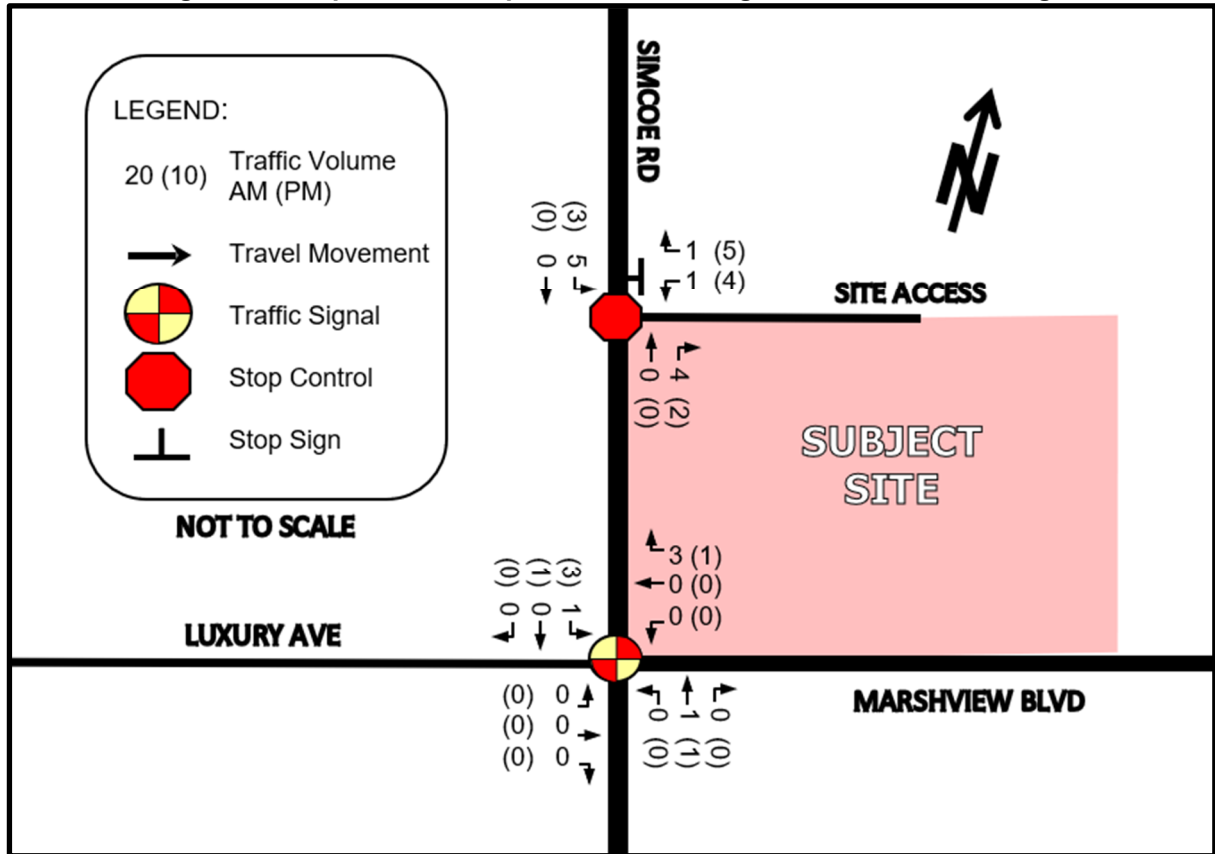 LEGEND:
20 (10) Traffic Volume
AM (PM)
Travel Movement
Traffic Signal
Stop Control
Stop Sign
NOT TO SCALE
SIMCOE RD
N
(0) (3)
0 5
1 (5)
1 (4)
SITE ACCESS
0 4
(0) (2)
SUBJECT
SITE
(0) (1) (3)
0 0 1
3 (1)
0 (0)
0 (0)
LUXURY AVE
MARSHVIEW BLVD
(0) 0
(0) 0
(0) 0
0 1 0
(0) (1) (0)